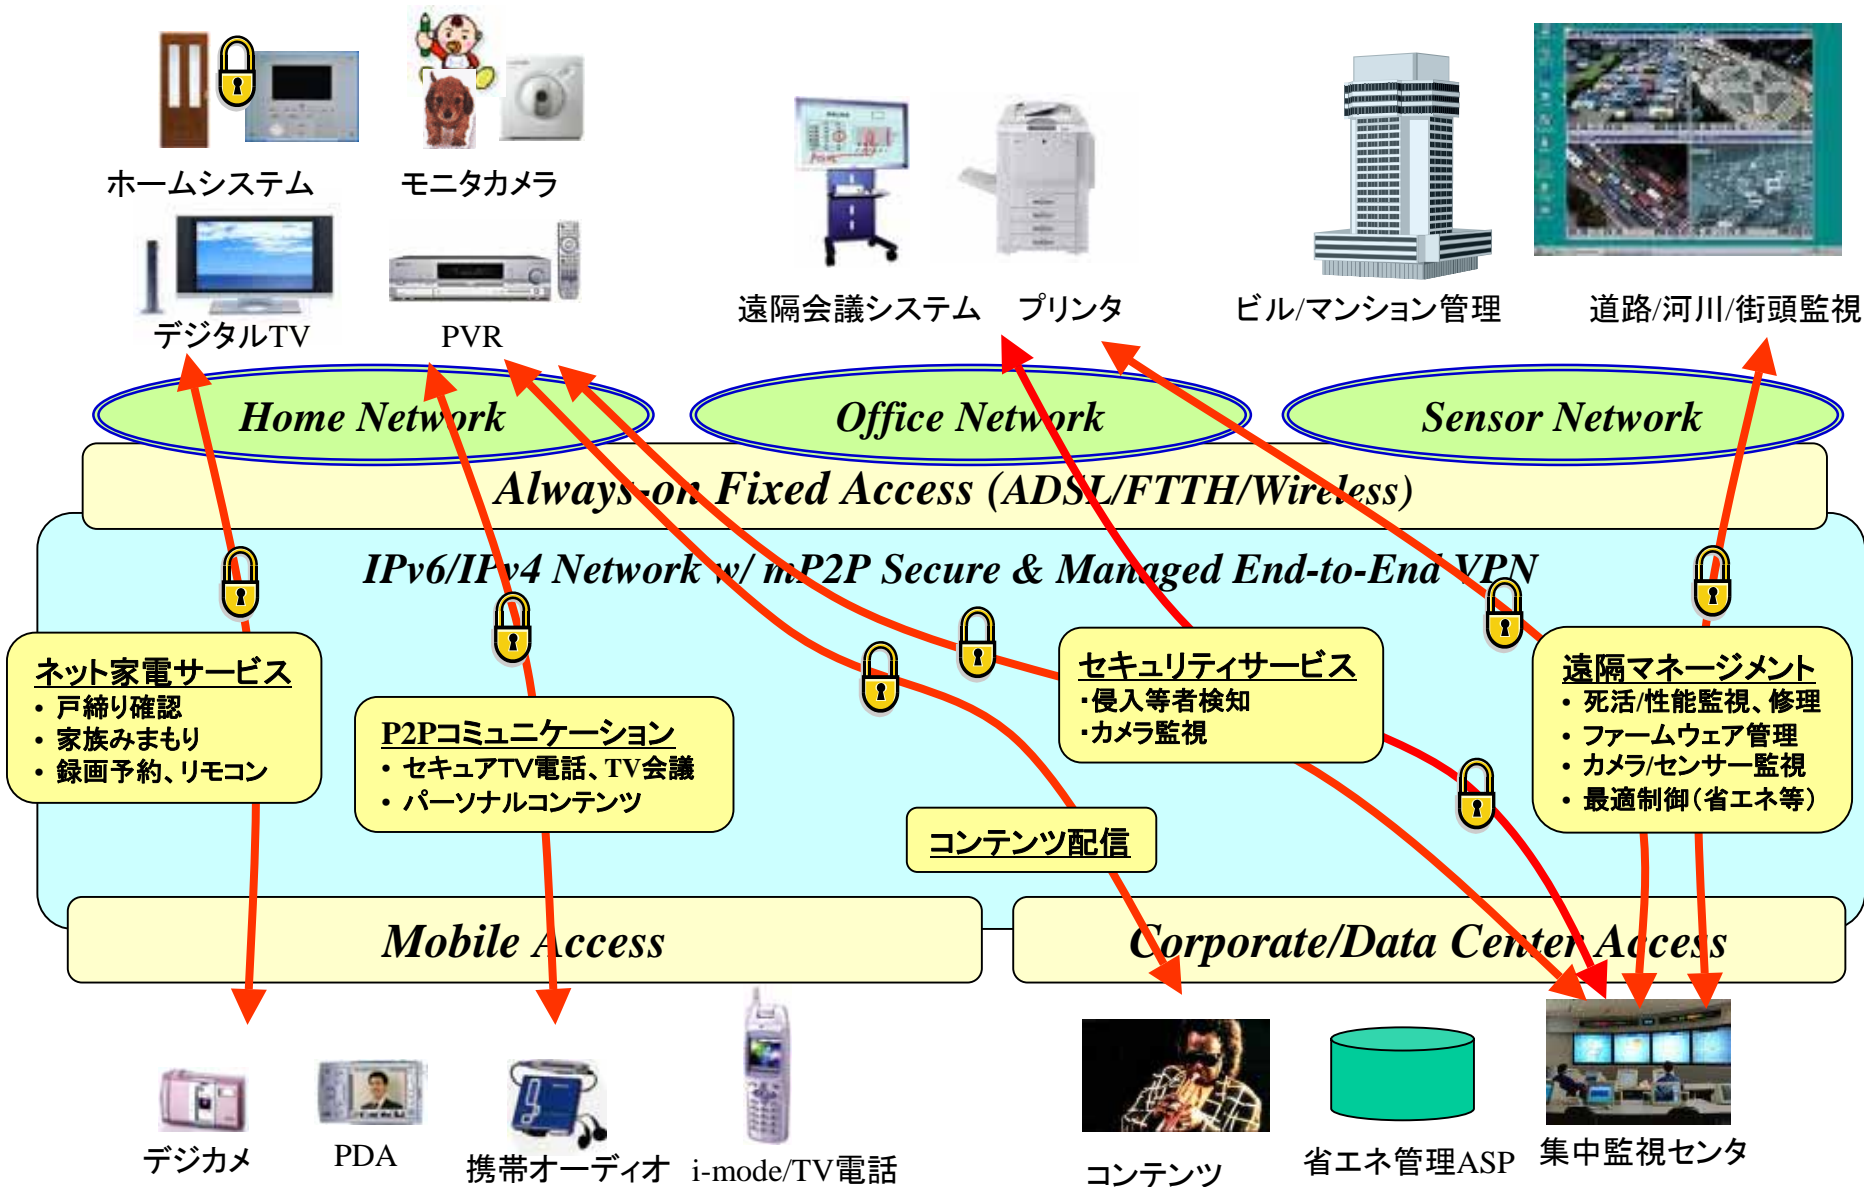 ホームシステム
モニタカメラ
デジタルTV
PVR
遠隔会議システム
プリンタ
ビル/マンション管理
道路/河川/街頭監視
Home Network
Office Network
Sensor Network
Always-on Fixed Access (ADSL/FTTH/Wireless)
IPv6/IPv4 Network w/ mP2P Secure & Managed End-to-End VPN
ネット家電サービス
• 戸締り確認
• 家族みまもり
• 録画予約、リモコン
P2Pコミュニケーション
• セキュアTV電話、TV会議
• パーソナルコンテンツ
セキュリティサービス
・侵入等者検知
・カメラ監視
遠隔マネージメント
• 死活/性能監視、修理
• ファームウェア管理
• カメラ/センサー監視
• 最適制御（省エネ等）
コンテンツ配信
Mobile Access
Corporate/Data Center Access
デジカメ
PDA
携帯オーディオ
i-mode/TV電話
コンテンツ
省エネ管理ASP
集中監視センタ